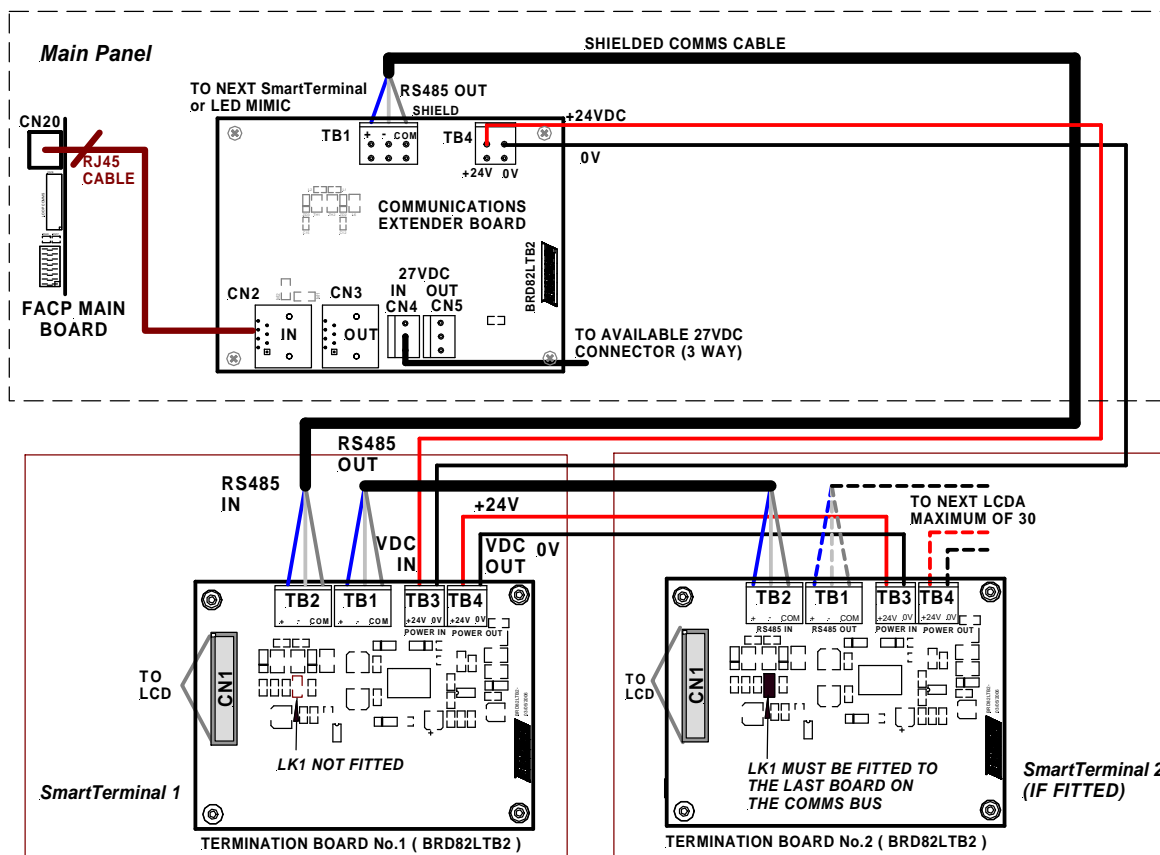 Main Panel
SHIELDED COMMS CABLE
TO NEXT SmartTerminal
or LED MIMIC
RS485 OUT
SHIELD
CN20
TB1
+ - COM
TB4
+24VDC
0V
+24V 0V
RJ45
CABLE
COMMUNICATIONS
EXTENDER BOARD
BRD82LTB2
27VDC
IN OUT
CN2
CN3
CN4
CN5
IN
OUT
FACP MAIN
BOARD
TO AVAILABLE 27VDC
CONNECTOR (3 WAY)
RS485
IN
RS485
OUT
+24V
VDC
IN
VDC
OUT
0V
TO NEXT LCDA
MAXIMUM OF 30
TB2
TB1
TB3
TB4
+ - COM
+24V 0V
+24V 0V
POWER IN
POWER OUT
TO
LCD
CN1
LK1 NOT FITTED
SmartTerminal 1
TERMINATION BOARD No.1 ( BRD82LTB2 )
TB2
TB1
TB3
TB4
+ - COM
+ - COM
+24V 0V
+24V 0V
RS485 IN
RS485 OUT
POWER IN
POWER OUT
TO
LCD
CN1
LK1 MUST BE FITTED TO
THE LAST BOARD ON
THE COMMS BUS
SmartTerminal 2
(IF FITTED)
TERMINATION BOARD No.2 ( BRD82LTB2 )